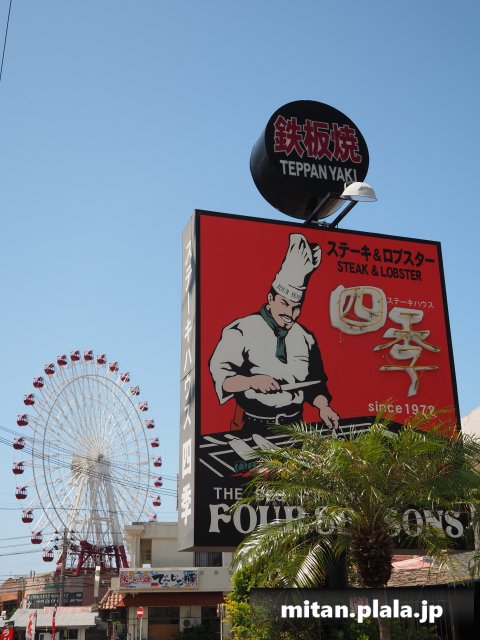 鉄板焼
TEPPAN YAKI
ステーキ&ロブスター
STEAK & LOBSTER
ステーキハウス
四季
since1972
ステーキハウス四季
THE
FOUR SEASONS
mitan.plala.jp